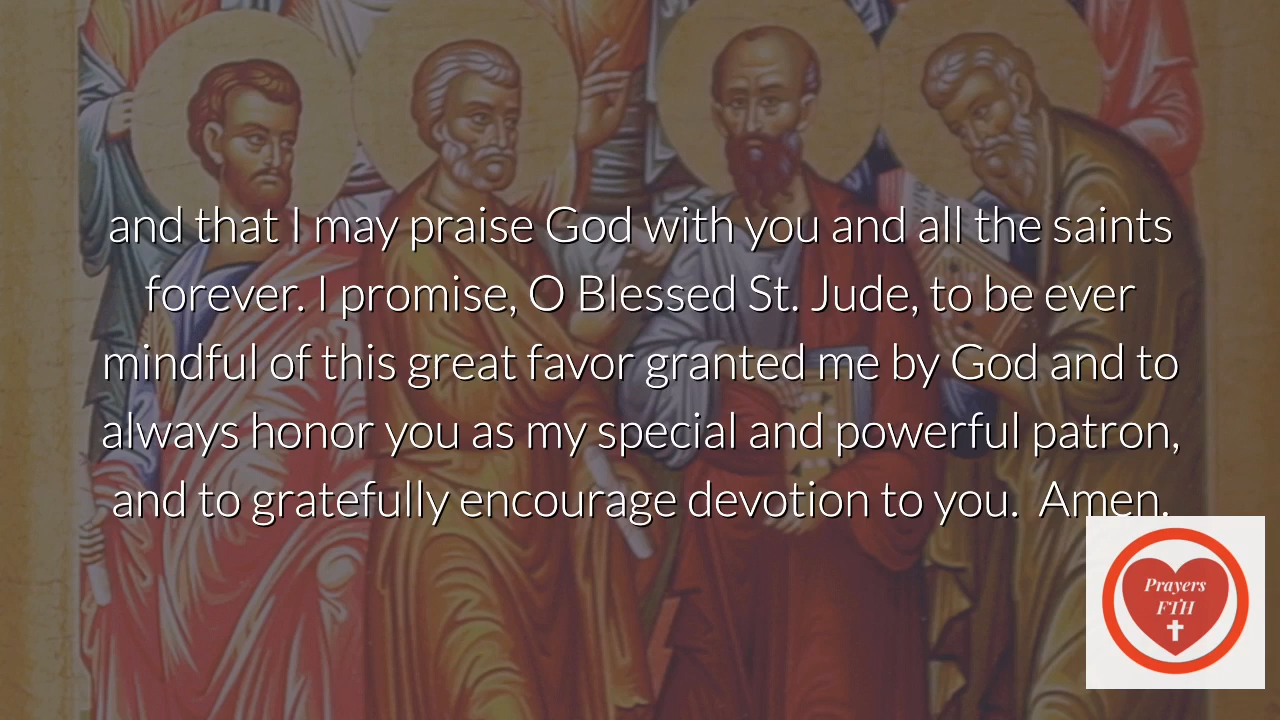 and that I may praise God with you and all the saints
forever. I promise, O Blessed St. Jude, to be ever
mindful of this great favor granted me by God and to
always honor you as my special and powerful patron,
and to gratefully encourage devotion to you.  Amen.
Prayers
FTH